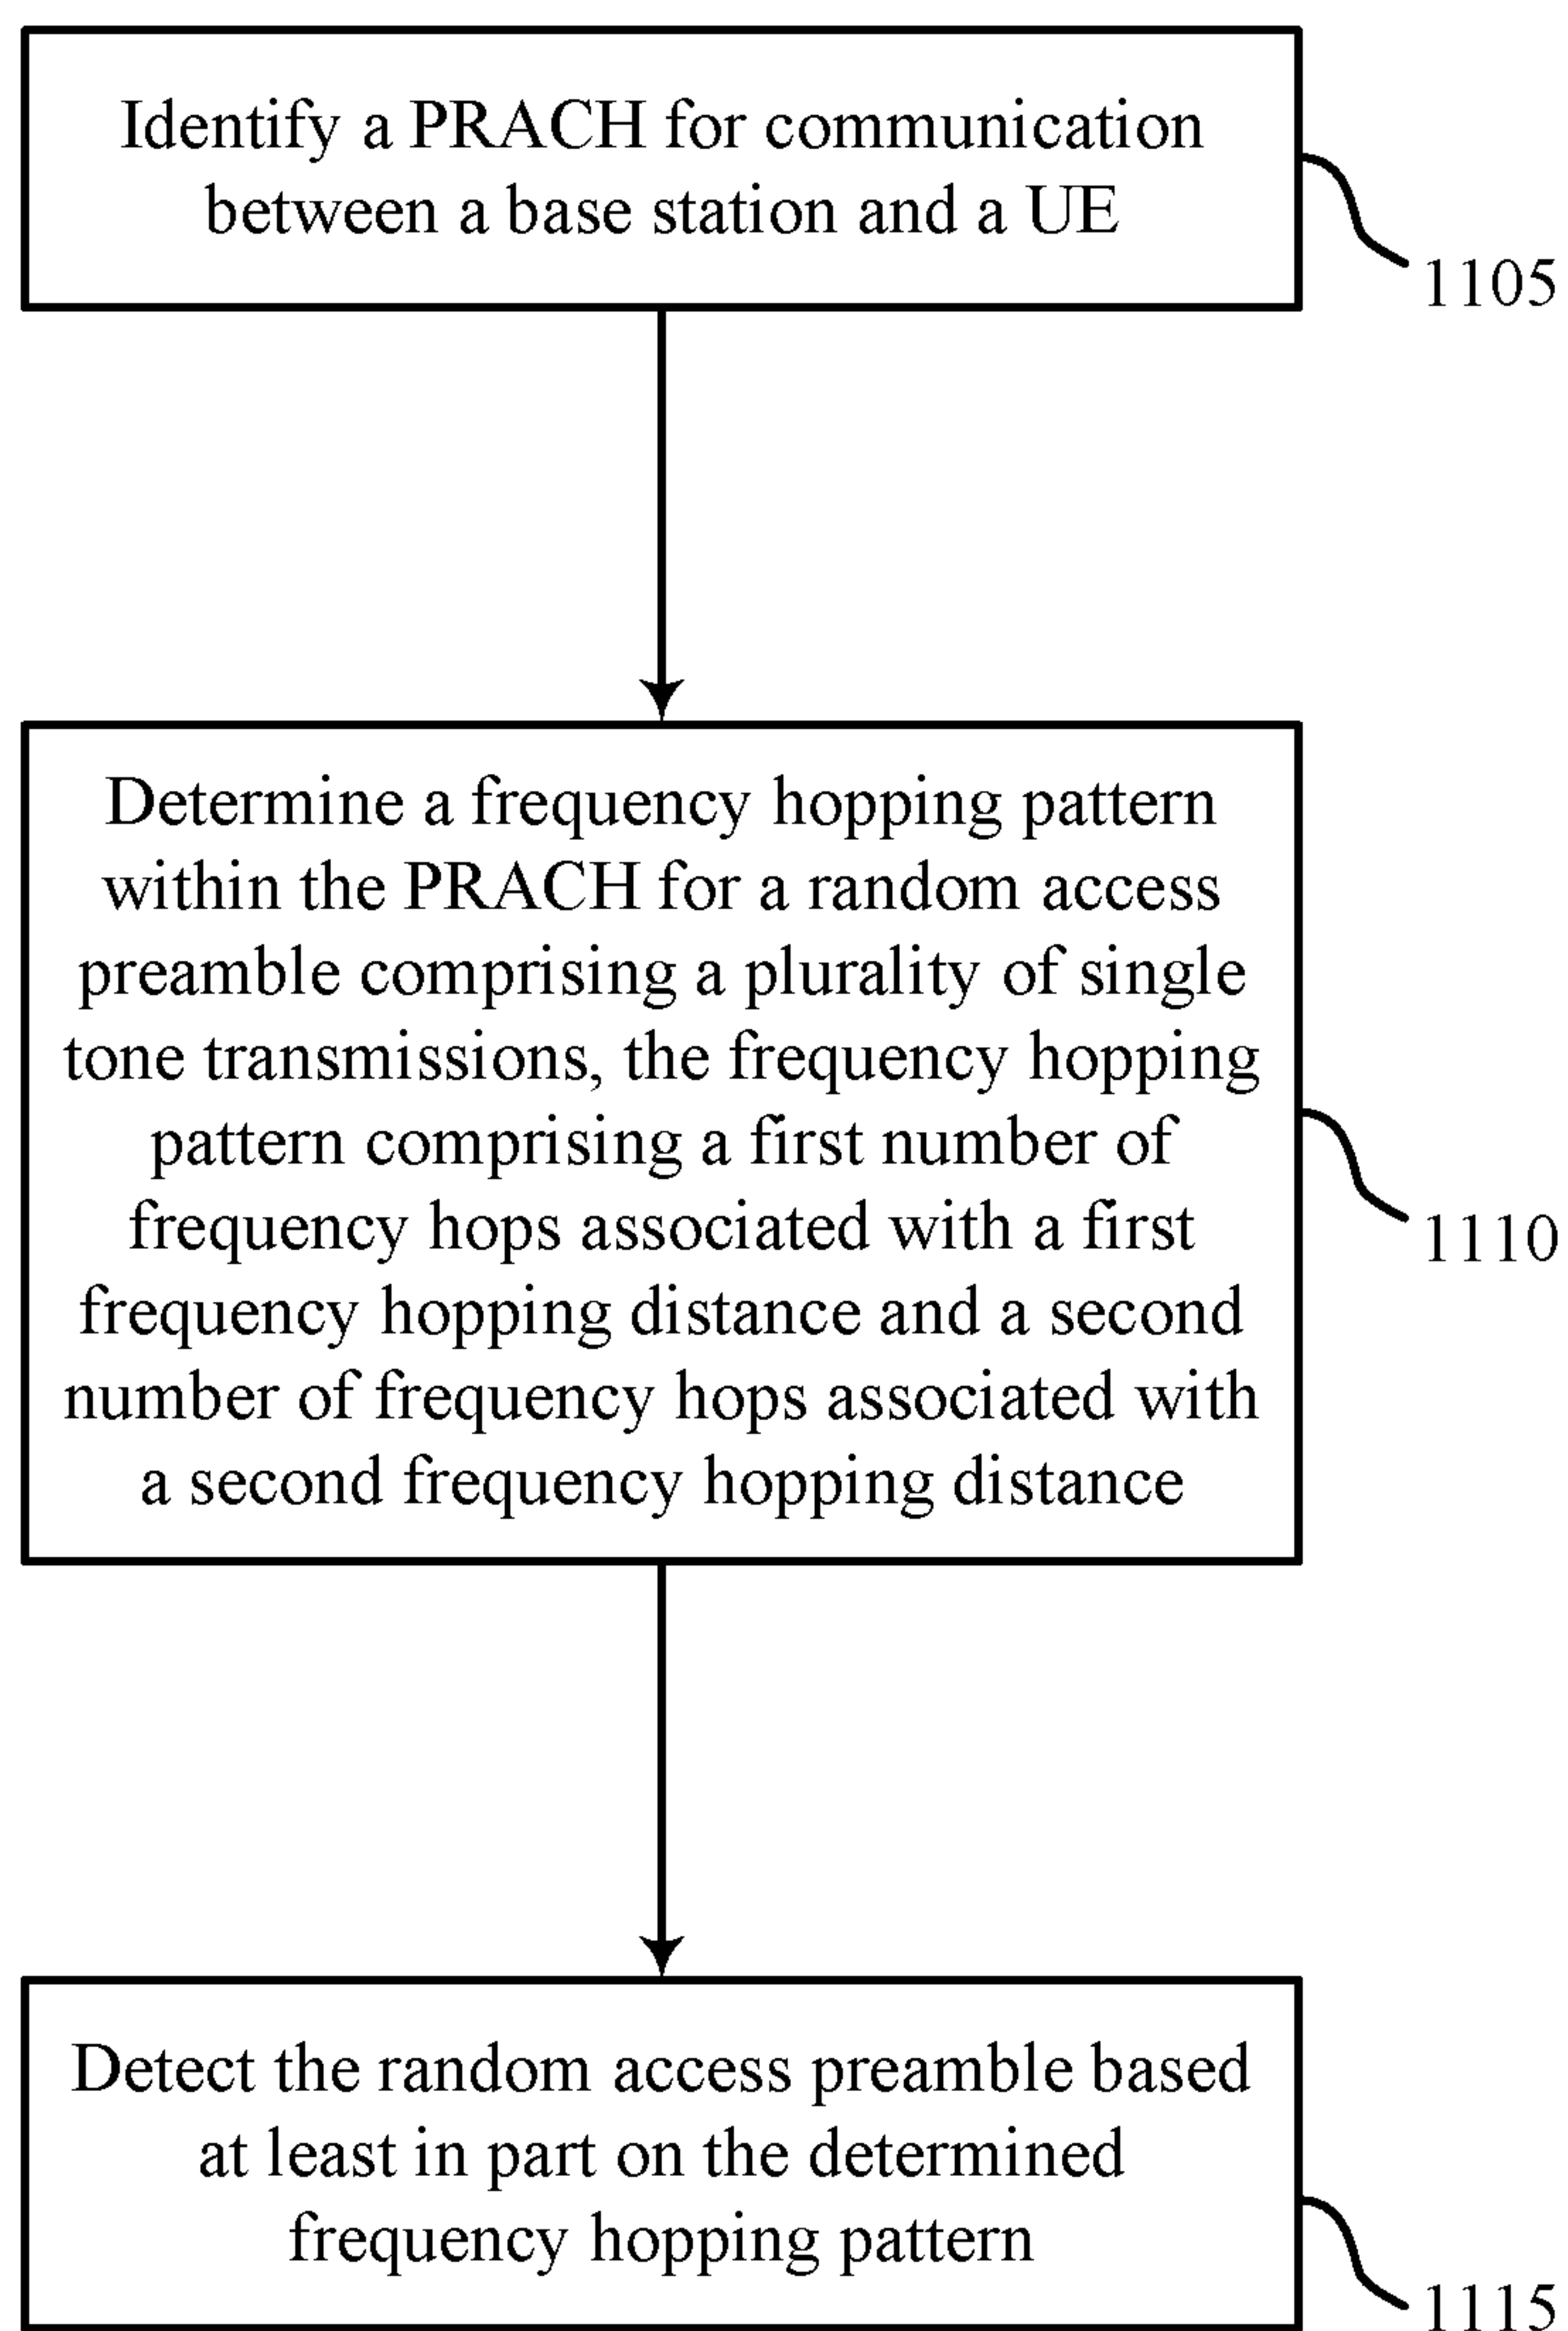 Identify a PRACH for communication
between a base station and a UE
1105
Determine a frequency hopping pattern
within the PRACH for a random access
preamble comprising a plurality of single
tone transmissions, the frequency hopping
pattern comprising a first number of
frequency hops associated with a first
frequency hopping distance and a second
number of frequency hops associated with
a second frequency hopping distance
1110
Detect the random access preamble based
at least in part on the determined
frequency hopping pattern
1115